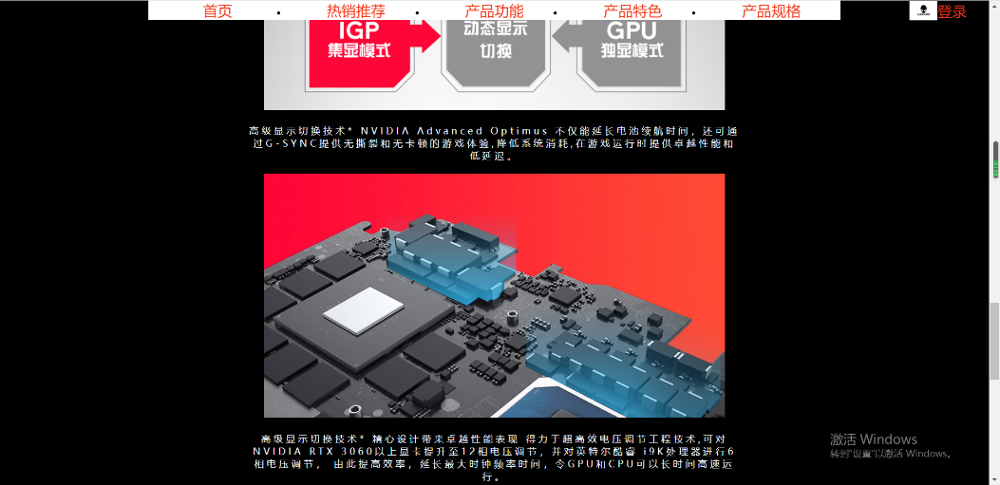 首页 • 热销推荐 • 产品功能 • 产品特色 • 产品规格
登录
IGP
集显模式
动态显示
切换
GPU
独显模式
高级显示切换技术* NVIDIA Advanced Optimus 不仅能延长电池续航时间，还可通
过G-SYNC提供无撕裂和无卡顿的游戏体验,降低系统消耗,在游戏运行时提供卓越性能和
低延迟。
高级显示切换技术* 精心设计带来卓越性能表现 得力于超高效电压调节工程技术,可对
NVIDIA RTX 3060以上显卡提升至12相电压调节，并对英特尔酷睿 i9K处理器进行6
相电压调节， 由此提高效率，延长最大时钟频率时间，令GPU和CPU可以长时间高速运
行。
激活 Windows
转到"设置"以激活 Windows。